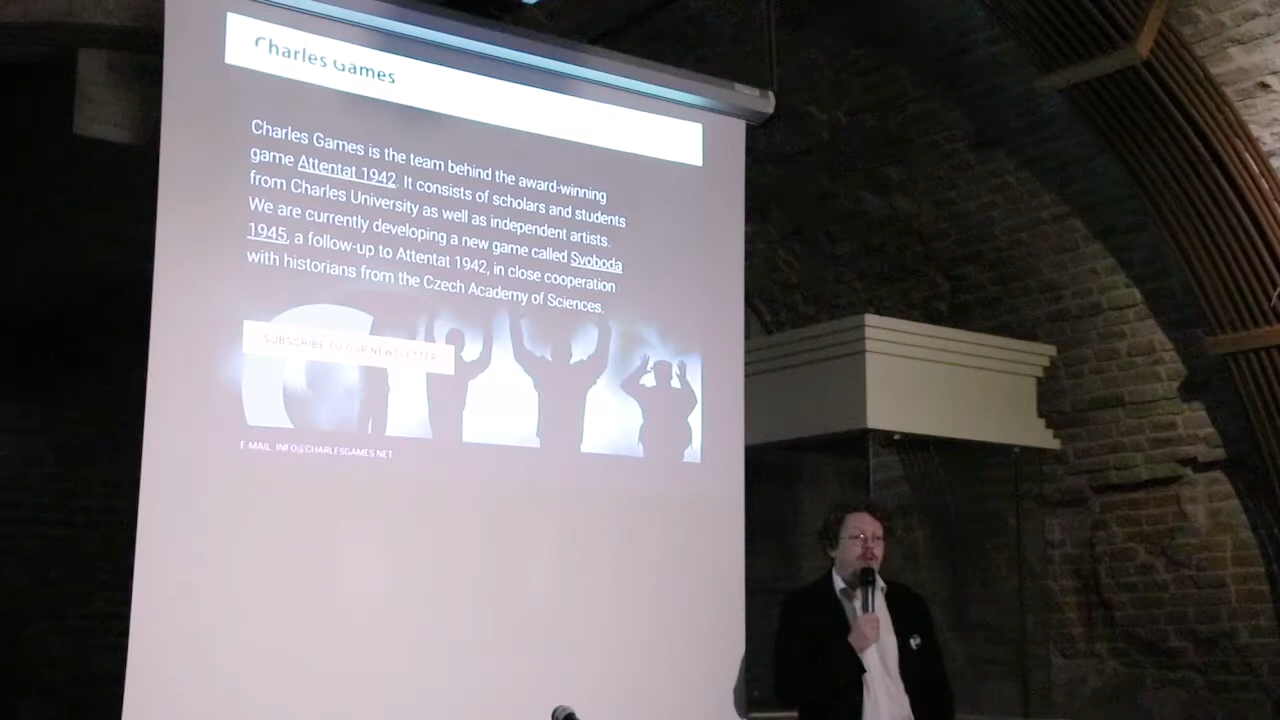 Charles Games
Charles Games is the team behind the award-winning
game Attentat 1942. It consists of scholars and students
from Charles University as well as independent artists.
We are currently developing a new game called Svoboda
1945, a follow-up to Attentat 1942, in close cooperation
with historians from the Czech Academy of Sciences.
SUBSCRIBE TO OUR NEWSLETTER
E-MAIL: INFO@CHARLESGAMES.NET